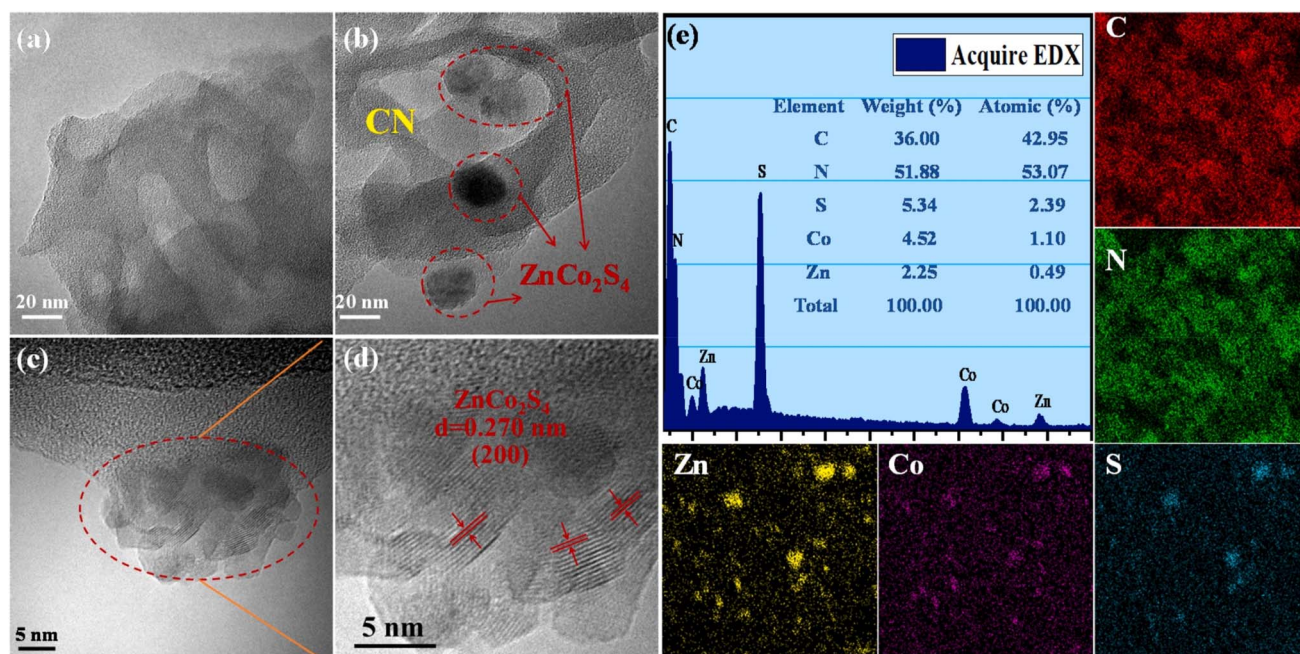 (a)
20 nm
(b)
CN
ZnCo₂S₄
20 nm
(c)
5 nm
(d)
ZnCo₂S₄
d=0.270 nm
(200)
5 nm
(e)
Acquire EDX
Element Weight (%) Atomic (%)
C 36.00 42.95
N 51.88 53.07
S 5.34 2.39
Co 4.52 1.10
Zn 2.25 0.49
Total 100.00 100.00
C
N
Co
Zn
S
Co
Co
Zn
C
N
Zn
Co
S